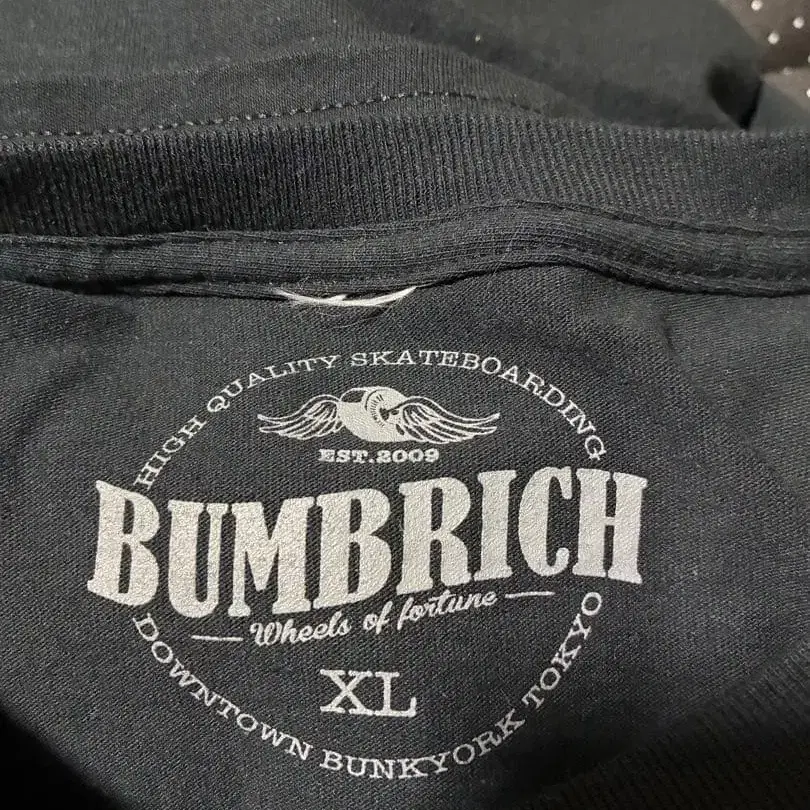 HIGH QUALITY SKATEBOARDING
EST.2009
BUMBRICH
Wheels of fortune
XL
DOWNTOWN BUNKYORK TOKYO